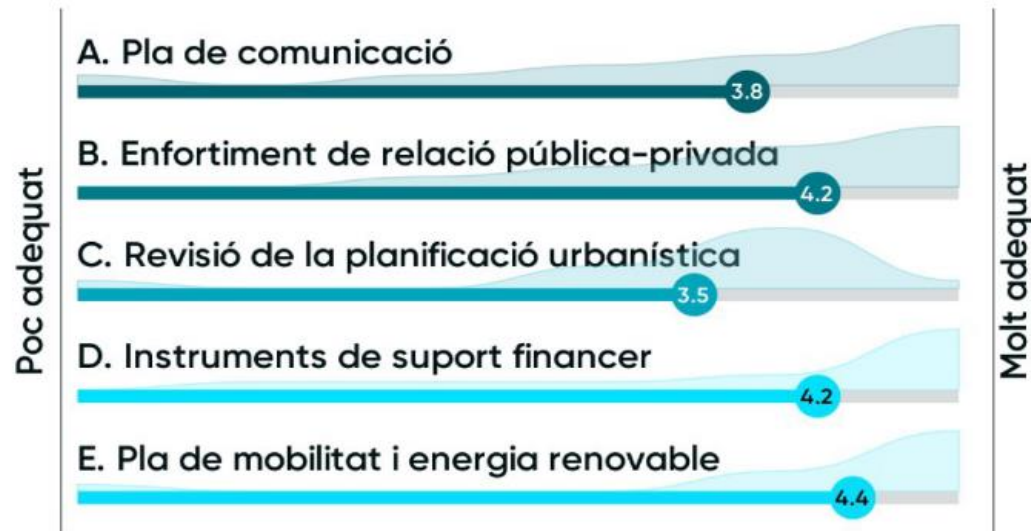 A. Pla de comunicació
3.8
B. Enfortiment de relació pública-privada
4.2
C. Revisió de la planificació urbanística
3.5
D. Instruments de suport financer
4.2
E. Pla de mobilitat i energia renovable
4.4
Poc adequat
Molt adequat